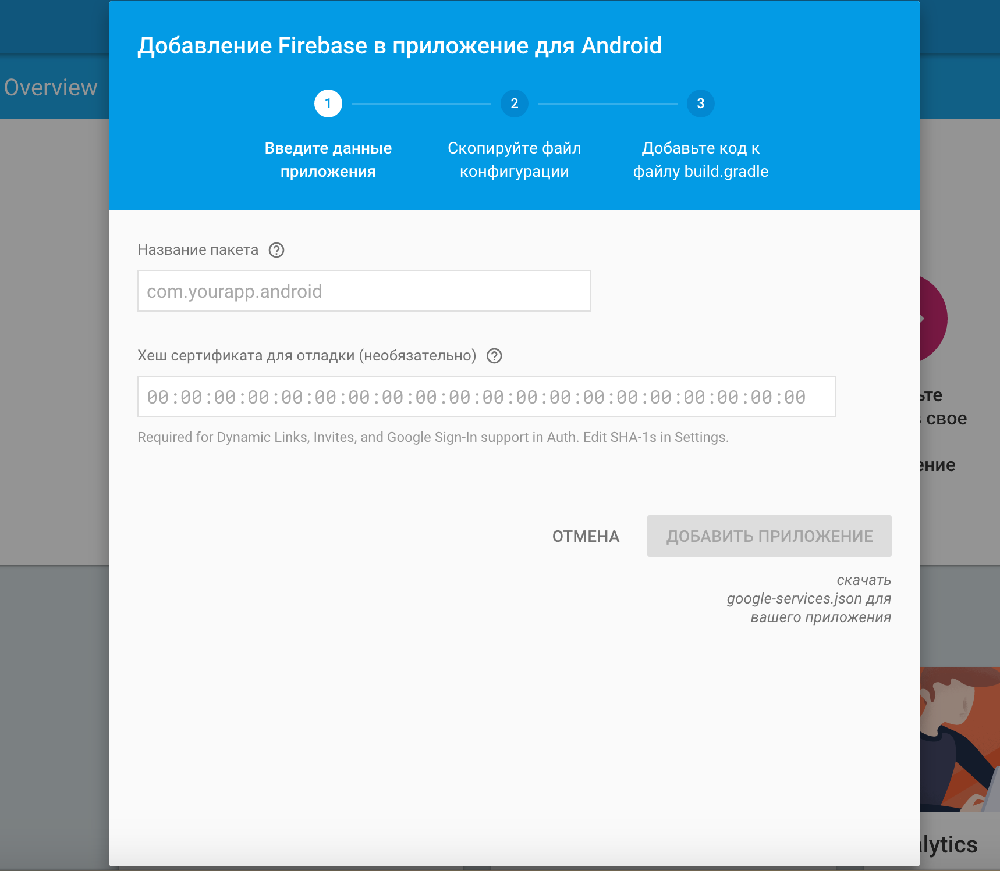 Добавление Firebase в приложение для Android
Overview
1
2
3
Введите данные
приложения
Скопируйте файл
конфигурации
Добавьте код к
файлу build.gradle
Название пакета ?
com.yourapp.android
Хеш сертификата для отладки (необязательно) ?
00:00:00:00:00:00:00:00:00:00:00:00:00:00:00:00:00:00:00:00
Required for Dynamic Links, Invites, and Google Sign-In support in Auth. Edit SHA-1s in Settings.
свое
ОТМЕНА
ДОБАВИТЬ ПРИЛОЖЕНИЕ
скачать
google-services.json для
вашего приложения